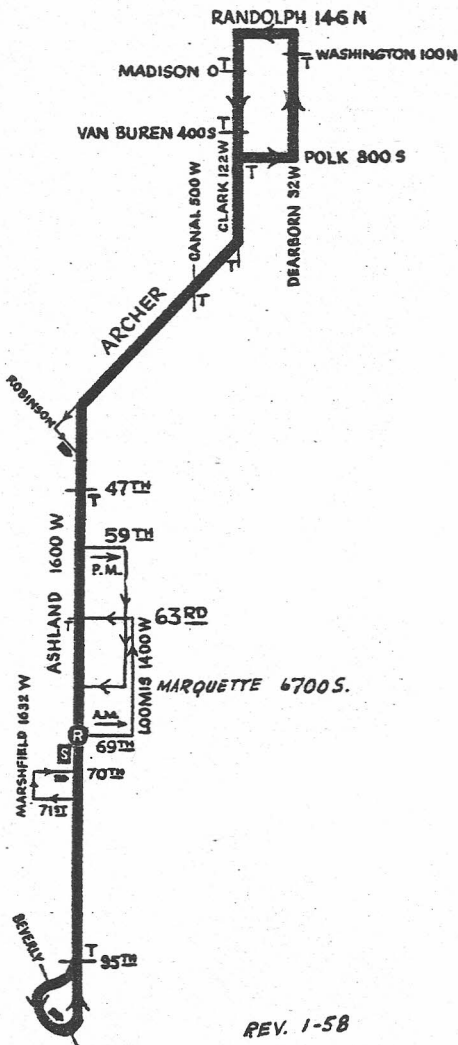 RANDOLPH 146 N
T
WASHINGTON 100 N
T
MADISON 0
T
VAN BUREN 400 S
POLK 800 S
T
CLARK 122 W
DEARBORN 32 W
CANAL 500 W
T
T
ARCHER
ROBINSON
47TH
T
59TH
P.M.
ASHLAND 1600 W
63RD
T
LOOMIS 1400 W
MARQUETTE 6700 S.
A.M.
R
69TH
S
MARSHFIELD 1632 W
70TH
71ST
BEVERLY
T
95TH
REV. 1-58